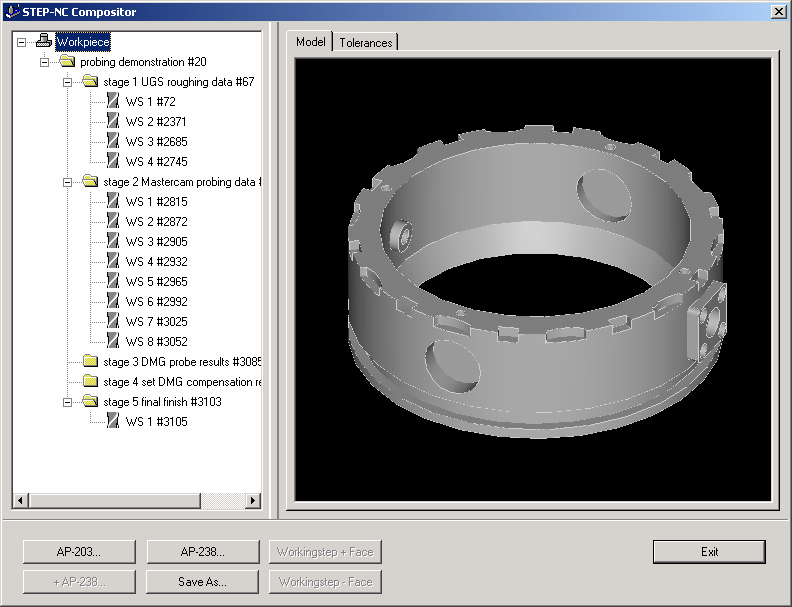 STEP-NC Compositor
Workpiece
probing demonstration #20
stage 1 UGS roughing data #67
WS 1 #72
WS 2 #2371
WS 3 #2685
WS 4 #2745
stage 2 Mastercam probing data #
WS 1 #2815
WS 2 #2872
WS 3 #2905
WS 4 #2932
WS 5 #2965
WS 6 #2992
WS 7 #3025
WS 8 #3052
stage 3 DMG probe results #3085
stage 4 set DMG compensation re
stage 5 final finish #3103
WS 1 #3105
Model Tolerances
AP-203... AP-238... Workingstep + Face Exit
+ AP-238... Save As... Workingstep - Face